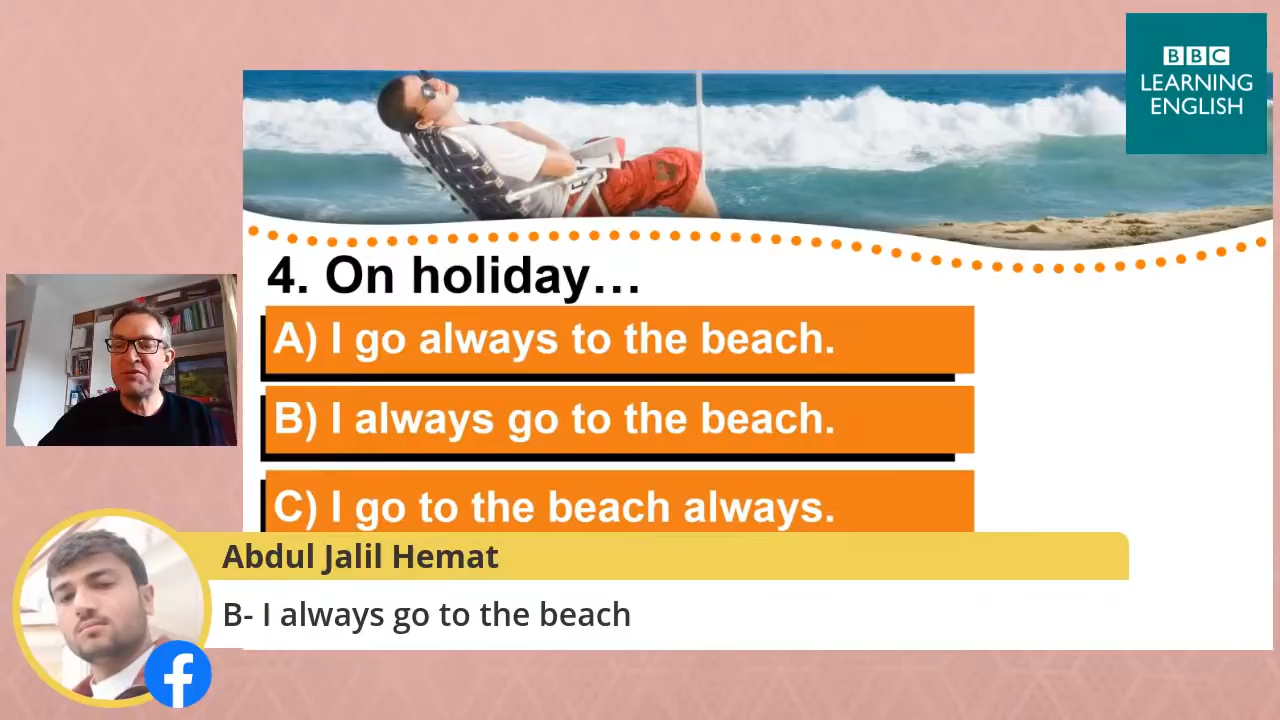 BBC
LEARNING
ENGLISH
4. On holiday…
A) I go always to the beach.
B) I always go to the beach.
C) I go to the beach always.
Abdul Jalil Hemat
B- I always go to the beach